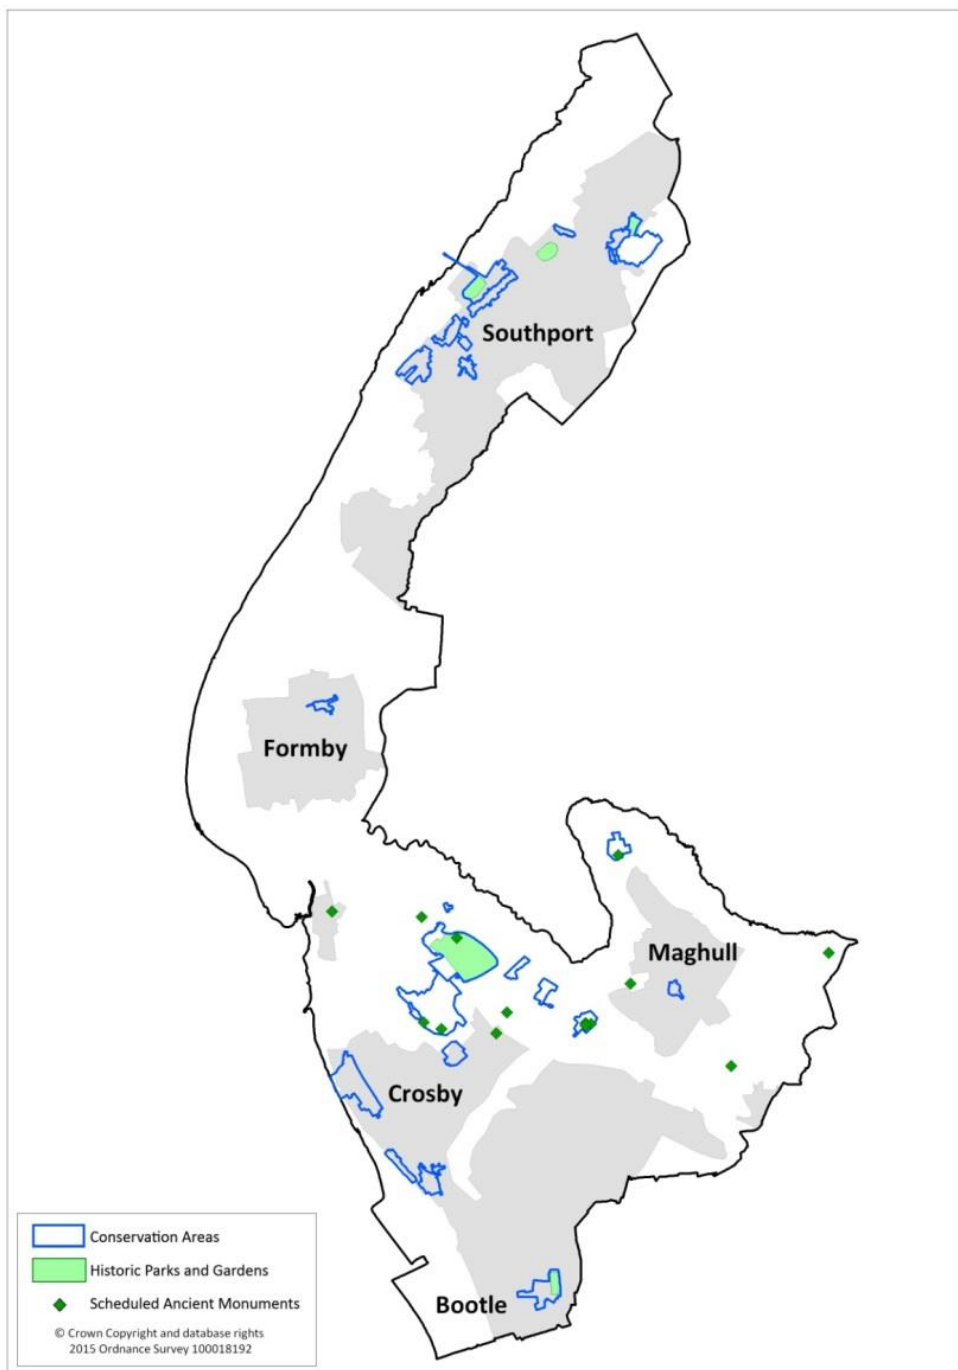 Southport
Formby
Maghull
Crosby
Bootle
Conservation Areas
Historic Parks and Gardens
Scheduled Ancient Monuments
© Crown Copyright and database rights
2015 Ordnance Survey 100018192